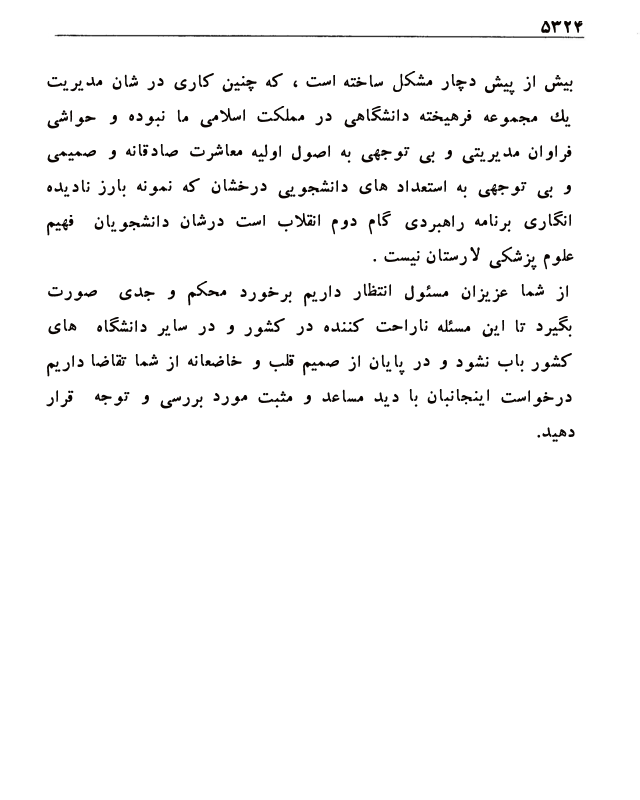 ۵۳۲۴
بیش از پیش دچار مشکل ساخته است ، که چنین کاری در شان مدیریت
یك مجموعه فرهیخته دانشگاهی در مملکت اسلامی ما نبوده و حواشی
فراوان مدیریتی و بی توجهی به اصول اولیه معاشرت صادقانه و صمیمی
و بی توجهی به استعداد های دانشجویی درخشان که نمونه بارز نادیده
انگاری برنامه راهبردی گام دوم انقلاب است درشان دانشجویان فهیم
علوم پزشکی لارستان نیست .
از شما عزیزان مسئول انتظار داریم برخورد محکم و جدی صورت
بگیرد تا این مسئله ناراحت کننده در کشور و در سایر دانشگاه های
کشور باب نشود و در پایان از صمیم قلب و خاضعانه از شما تقاضا داریم
درخواست اینجانبان با دید مساعد و مثبت مورد بررسی و توجه قرار
دهید.